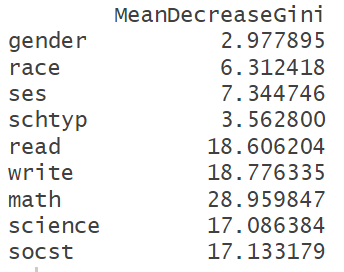 MeanDecreaseGini
gender 2.977895
race 6.312418
ses 7.344746
schtyp 3.562800
read 18.606204
write 18.776335
math 28.959847
science 17.086384
socst 17.133179